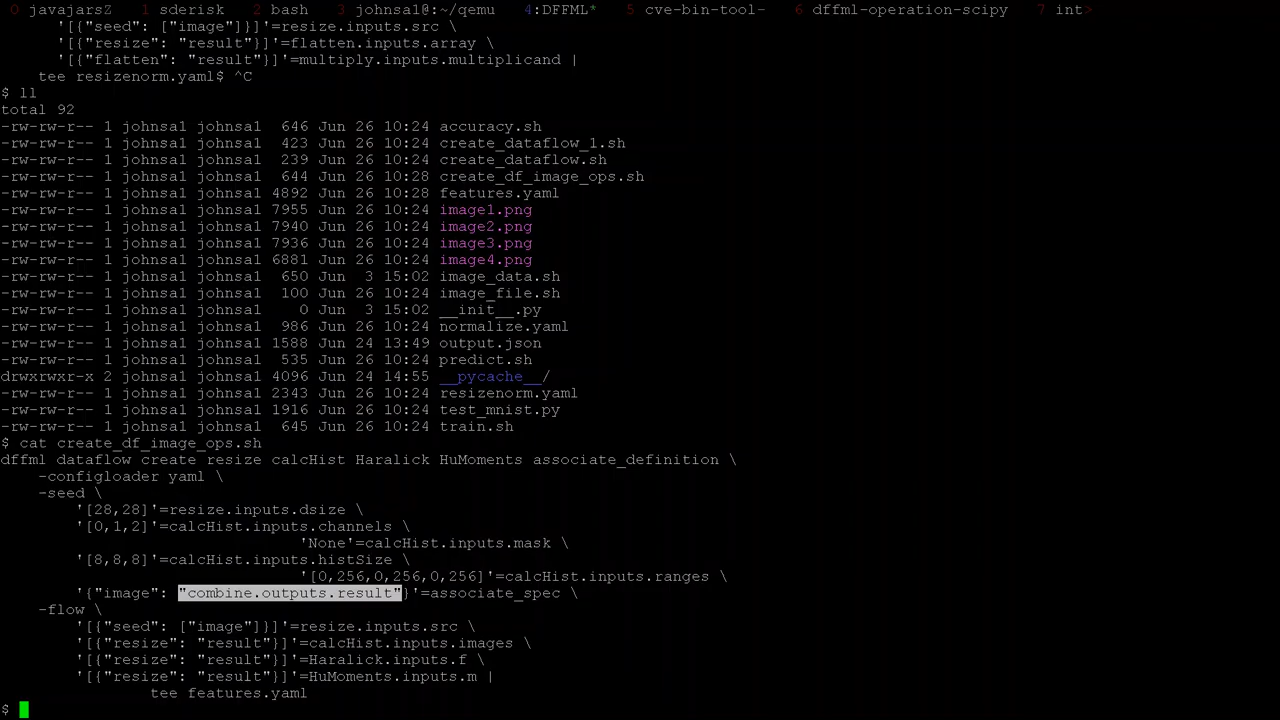 0 javajarsZ  1 sderisk  2 bash  3 johnsa1@:~/qemu  4:DFFML*  5 cve-bin-tool-  6 dffml-operation-scipy  7 int>
'[{"seed": ["image"]}]'=resize.inputs.src \
'[{"resize": "result"}]'=flatten.inputs.array \
'[{"flatten": "result"}]'=multiply.inputs.multiplicand |
tee resizenorm.yaml$ ^C
$ ll
total 92
-rw-rw-r-- 1 johnsa1 johnsa1  646 Jun 26 10:24 accuracy.sh
-rw-rw-r-- 1 johnsa1 johnsa1  423 Jun 26 10:24 create_dataflow_1.sh
-rw-rw-r-- 1 johnsa1 johnsa1  239 Jun 26 10:24 create_dataflow.sh
-rw-rw-r-- 1 johnsa1 johnsa1  644 Jun 26 10:28 create_df_image_ops.sh
-rw-rw-r-- 1 johnsa1 johnsa1 4892 Jun 26 10:28 features.yaml
-rw-rw-r-- 1 johnsa1 johnsa1 7955 Jun 26 10:24 image1.png
-rw-rw-r-- 1 johnsa1 johnsa1 7940 Jun 26 10:24 image2.png
-rw-rw-r-- 1 johnsa1 johnsa1 7936 Jun 26 10:24 image3.png
-rw-rw-r-- 1 johnsa1 johnsa1 6881 Jun 26 10:24 image4.png
-rw-rw-r-- 1 johnsa1 johnsa1  650 Jun  3 15:02 image_data.sh
-rw-rw-r-- 1 johnsa1 johnsa1  100 Jun 26 10:24 image_file.sh
-rw-rw-r-- 1 johnsa1 johnsa1    0 Jun  3 15:02 __init__.py
-rw-rw-r-- 1 johnsa1 johnsa1  986 Jun 26 10:24 normalize.yaml
-rw-rw-r-- 1 johnsa1 johnsa1 1588 Jun 24 13:49 output.json
-rw-rw-r-- 1 johnsa1 johnsa1  535 Jun 26 10:24 predict.sh
drwxrwxr-x 2 johnsa1 johnsa1 4096 Jun 24 14:55 __pycache__/
-rw-rw-r-- 1 johnsa1 johnsa1 2343 Jun 26 10:24 resizenorm.yaml
-rw-rw-r-- 1 johnsa1 johnsa1 1916 Jun 26 10:24 test_mnist.py
-rw-rw-r-- 1 johnsa1 johnsa1  645 Jun 26 10:24 train.sh
$ cat create_df_image_ops.sh
dffml dataflow create resize calcHist Haralick HuMoments associate_definition \
-configloader yaml \
-seed \
'[28,28]'=resize.inputs.dsize \
'[0,1,2]'=calcHist.inputs.channels \
'None'=calcHist.inputs.mask \
'[8,8,8]'=calcHist.inputs.histSize \
'[0,256,0,256,0,256]'=calcHist.inputs.ranges \
'{"image": "combine.outputs.result"}'=associate_spec \
-flow \
'[{"seed": ["image"]}]'=resize.inputs.src \
'[{"resize": "result"}]'=calcHist.inputs.images \
'[{"resize": "result"}]'=Haralick.inputs.f \
'[{"resize": "result"}]'=HuMoments.inputs.m |
tee features.yaml
$